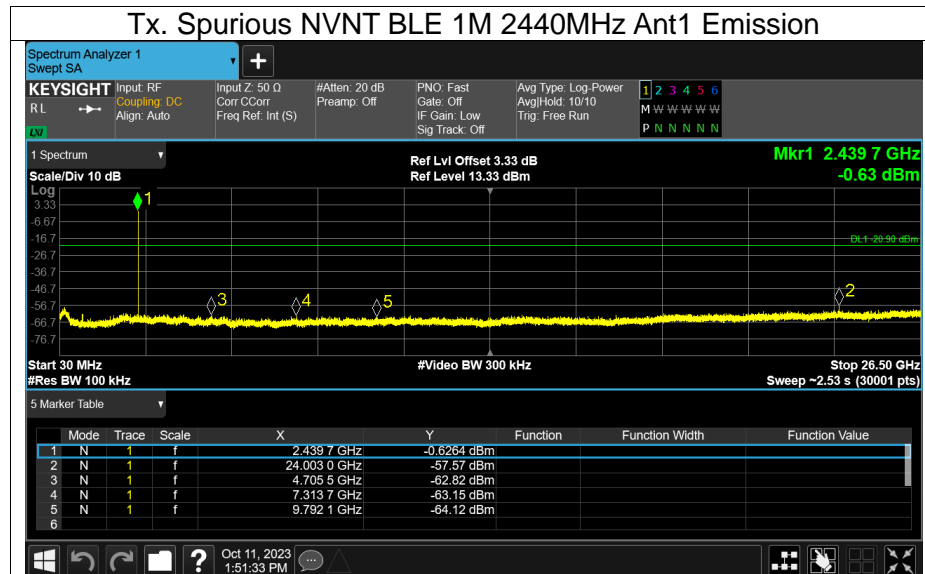 Tx. Spurious NVNT BLE 1M 2440MHz Ant1 Emission
Spectrum Analyzer 1
Swept SA
+
KEYSIGHT Input: RF Input Z: 50 Ω #Atten: 20 dB PNO: Fast Avg Type: Log-Power 1 2 3 4 5 6
RL Coupling: DC Corr CCorr Preamp: Off Gate: Off Avg|Hold: 10/10 M W W W W W
Align: Auto Freq Ref: Int (S) IF Gain: Low Trig: Free Run
LXI Sig Track: Off P N N N N N
1 Spectrum Ref Lvl Offset 3.33 dB Mkr1 2.439 7 GHz
Scale/Div 10 dB Ref Level 13.33 dBm -0.63 dBm
Log
1
3.33
-6.67
-16.7 DL1 -20.90 dBm
-26.7
-36.7
-46.7 2
-56.7 3 4 5
-66.7
-76.7
Start 30 MHz #Video BW 300 kHz Stop 26.50 GHz
#Res BW 100 kHz Sweep ~2.53 s (30001 pts)
5 Marker Table
Mode Trace Scale X Y Function Function Width Function Value
1 N 1 f 2.439 7 GHz -0.6264 dBm
2 N 1 f 24.003 0 GHz -57.57 dBm
3 N 1 f 4.705 5 GHz -62.82 dBm
4 N 1 f 7.313 7 GHz -63.15 dBm
5 N 1 f 9.792 1 GHz -64.12 dBm
6
? Oct 11, 2023
1:51:33 PM